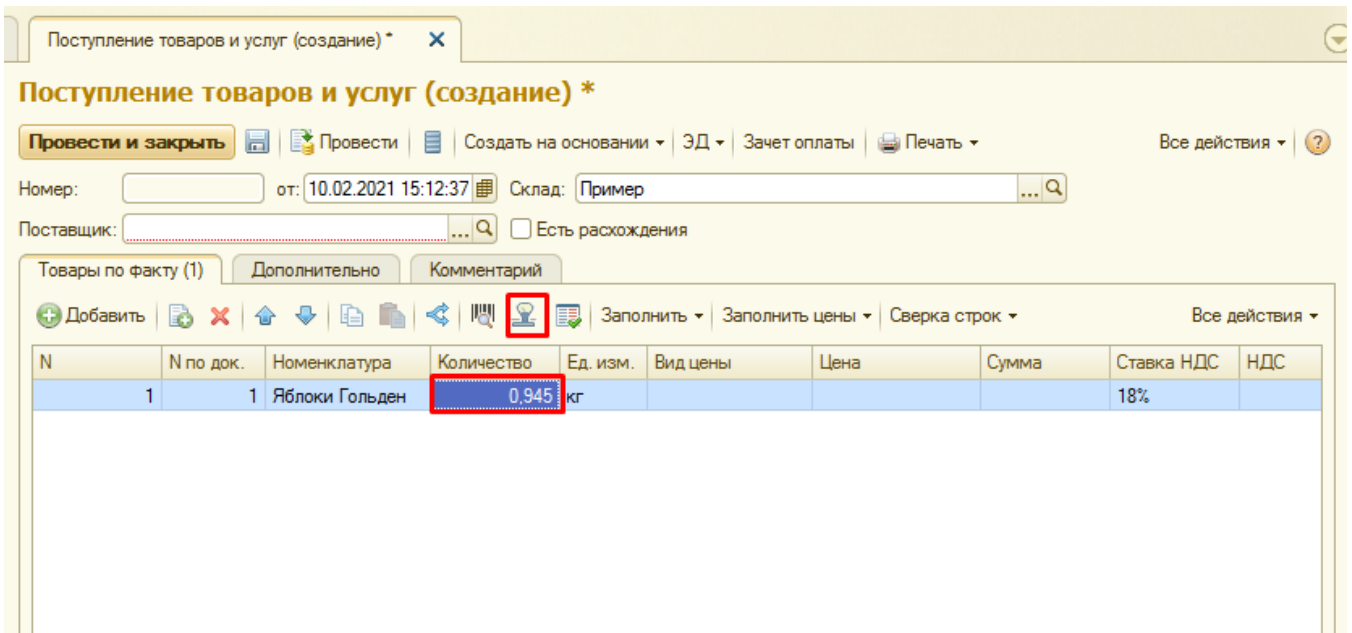 Поступление товаров и услуг (создание) *
Поступление товаров и услуг (создание) *
Провести и закрыть Провести Создать на основании ЭД Зачет оплаты Печать Все действия ?
Номер: от: 10.02.2021 15:12:37 Склад: Пример ...
Поставщик: ... Есть расхождения
Товары по факту (1) Дополнительно Комментарий
Добавить Заполнить Заполнить цены Сверка строк Все действия
N N по док. Номенклатура Количество Ед. изм. Вид цены Цена Сумма Ставка НДС НДС
1 1 Яблоки Гольден 0,945 кг 18%